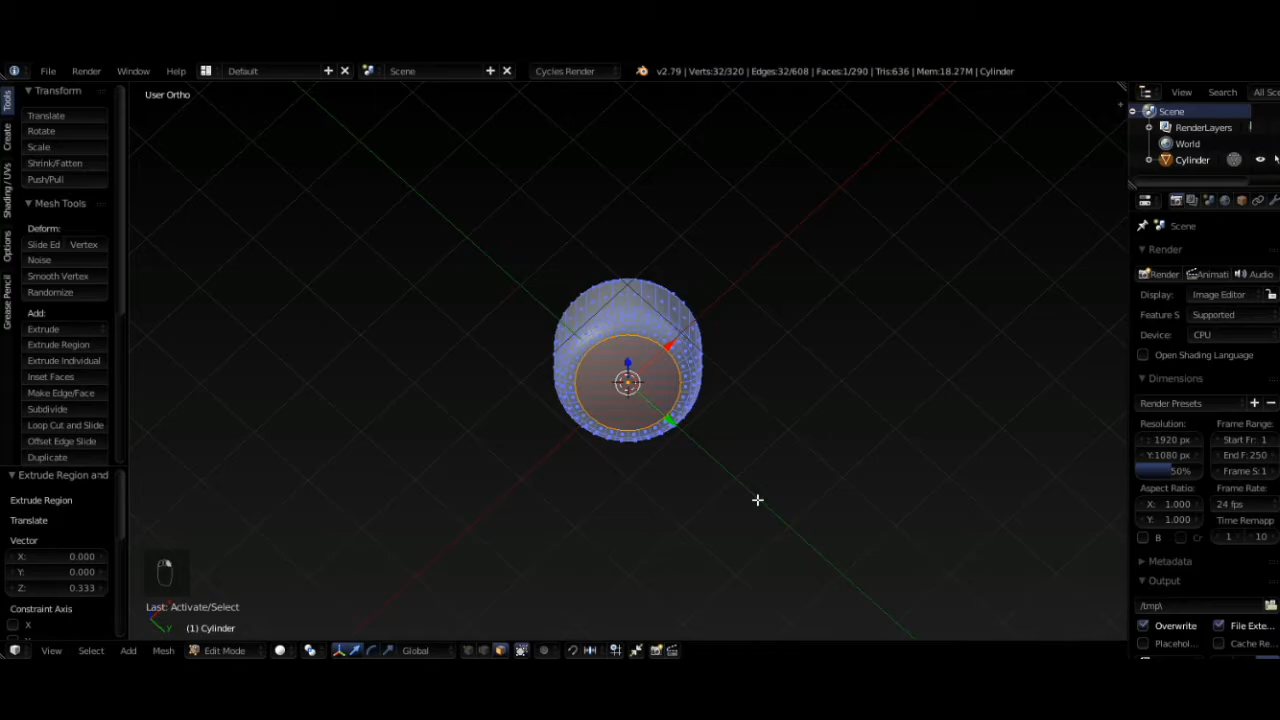 File Render Window Help Default Scene Cycles Render v2.79 | Verts:32/320 | Edges:32/608 | Faces:1/290 | Tris:636 | Mem:18.27M | Cylinder
Tools
Create
Shading / UVs
Options
Grease Pencil
Transform
Translate
Rotate
Scale
Shrink/Fatten
Push/Pull
Mesh Tools
Deform:
Slide Ed Vertex
Noise
Smooth Vertex
Randomize
Add:
Extrude
Extrude Region
Extrude Individual
Inset Faces
Make Edge/Face
Subdivide
Loop Cut and Slide
Offset Edge Slide
Duplicate
Extrude Region and
Extrude Region
Translate
Vector
X: 0.000
Y: 0.000
Z: 0.333
Constraint Axis
X
User Ortho
Last: Activate/Select
Y
(1) Cylinder
View Select Add Mesh Edit Mode Global
View Search All Sce
Scene
RenderLayers
World
Cylinder
Scene
Render
Render Animati Audio
Display: Image Editor
Feature S Supported
Device: CPU
Open Shading Language
Dimensions
Render Presets
Resolution: Frame Range:
: 1920 px Start Fr: 1
Y:1080 px End F: 250
50% Frame S:1
Aspect Ratio: Frame Rate:
X: 1.000 24 fps
Y: 1.000 Time Remapp
B Cr 1 10
Metadata
Output
/tmp\
Overwrite File Exte...
Placehol... Cache Re...